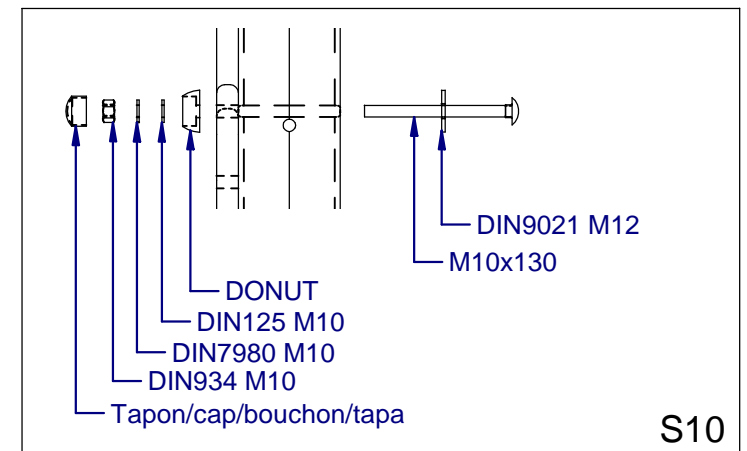 DIN9021 M12
M10x130
DONUT
DIN125 M10
DIN7980 M10
DIN934 M10
Tapon/cap/bouchon/tapa
S10